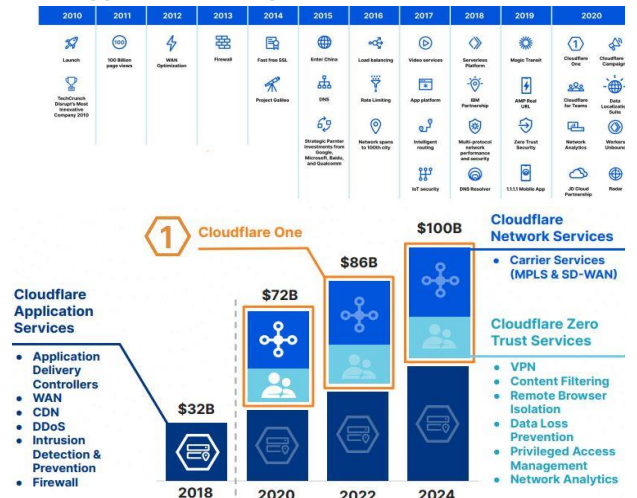 2010 2011 2012 2013 2014 2015 2016 2017 2018 2019 2020
Launch
100 Billion
page views
WAN
Optimization
Firewall
Fast free SSL
Enter China
Load balancing
Video services
Serverless
Platform
Magic Transit
Cloudflare
One
Cloudflare
Campaign
TechCrunch
Disrupt's Most
Innovative
Company 2010
Project Galileo
DNS
Rate Limiting
App platform
IBM
Partnership
AMP Real
URL
Cloudflare
for Teams
Data
Localization
Suite
Strategic Partner
investments from
Google,
Microsoft, Baidu,
and Qualcomm
Network spans
to 100th city
Intelligent
routing
Multi-protocol
network
performance
and security
Zero Trust
Security
Network
Analytics
Workers
Unbound
IoT security
DNS Resolver
1.1.1.1 Mobile App
JD Cloud
Partnership
Radar
1
Cloudflare One
Cloudflare
Application
Services
• Application
Delivery
Controllers
• WAN
• CDN
• DDoS
• Intrusion
Detection &
Prevention
• Firewall
$32B
$72B
$86B
$100B
2018 2020 2022 2024
Cloudflare
Network Services
• Carrier Services
(MPLS & SD-WAN)
Cloudflare Zero
Trust Services
• VPN
• Content Filtering
• Remote Browser
Isolation
• Data Loss
Prevention
• Privileged Access
Management
• Network Analytics